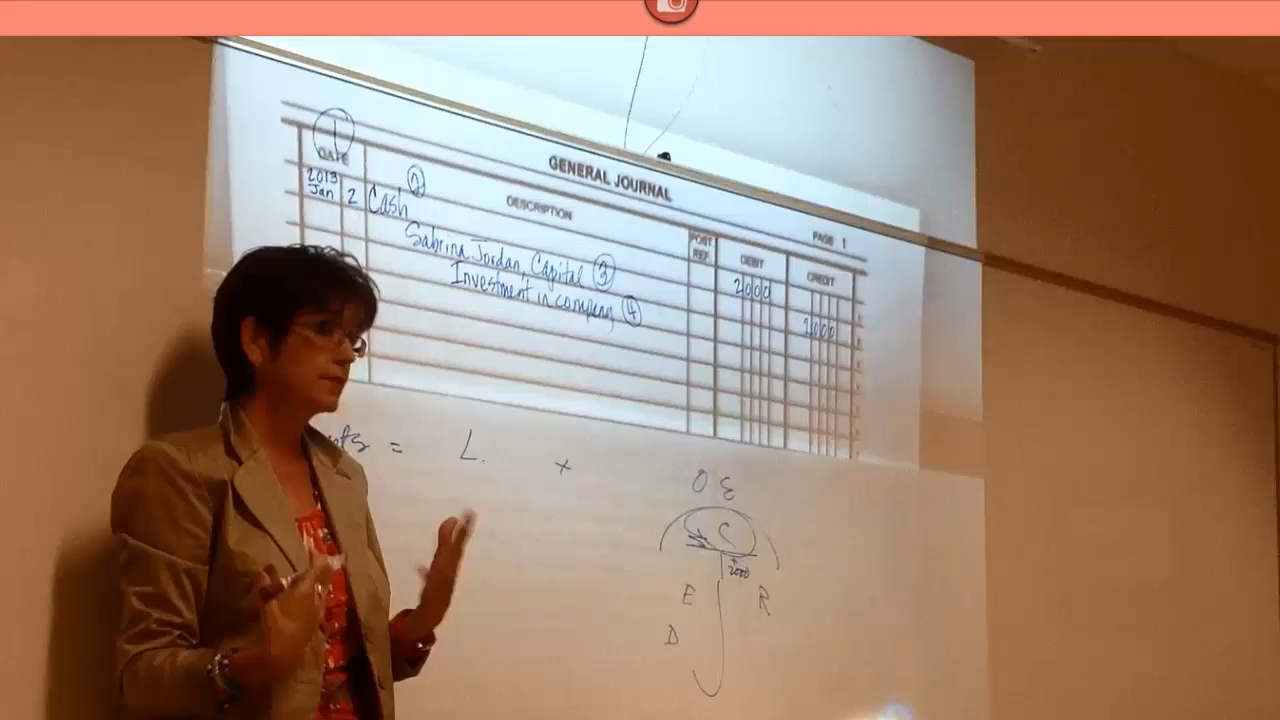 GENERAL JOURNAL
PAGE 1
1
DATE
DESCRIPTION
POST REF.
DEBIT
CREDIT
2013
Jan 2 Cash 2 2000
Sabrina Jordan, Capital 3 2000
Investment in company 4
= L. + OE
C
+
2000
E R
D